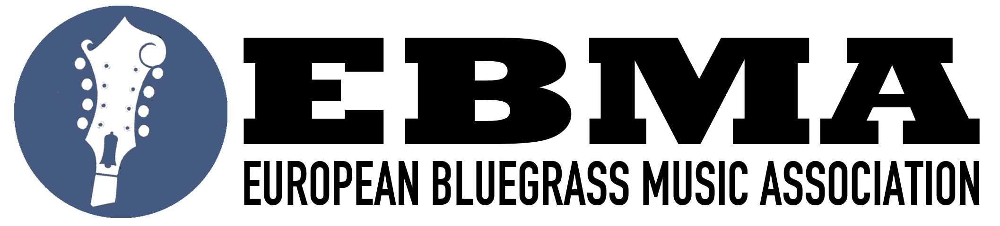 EBMA
EUROPEAN BLUEGRASS MUSIC ASSOCIATION